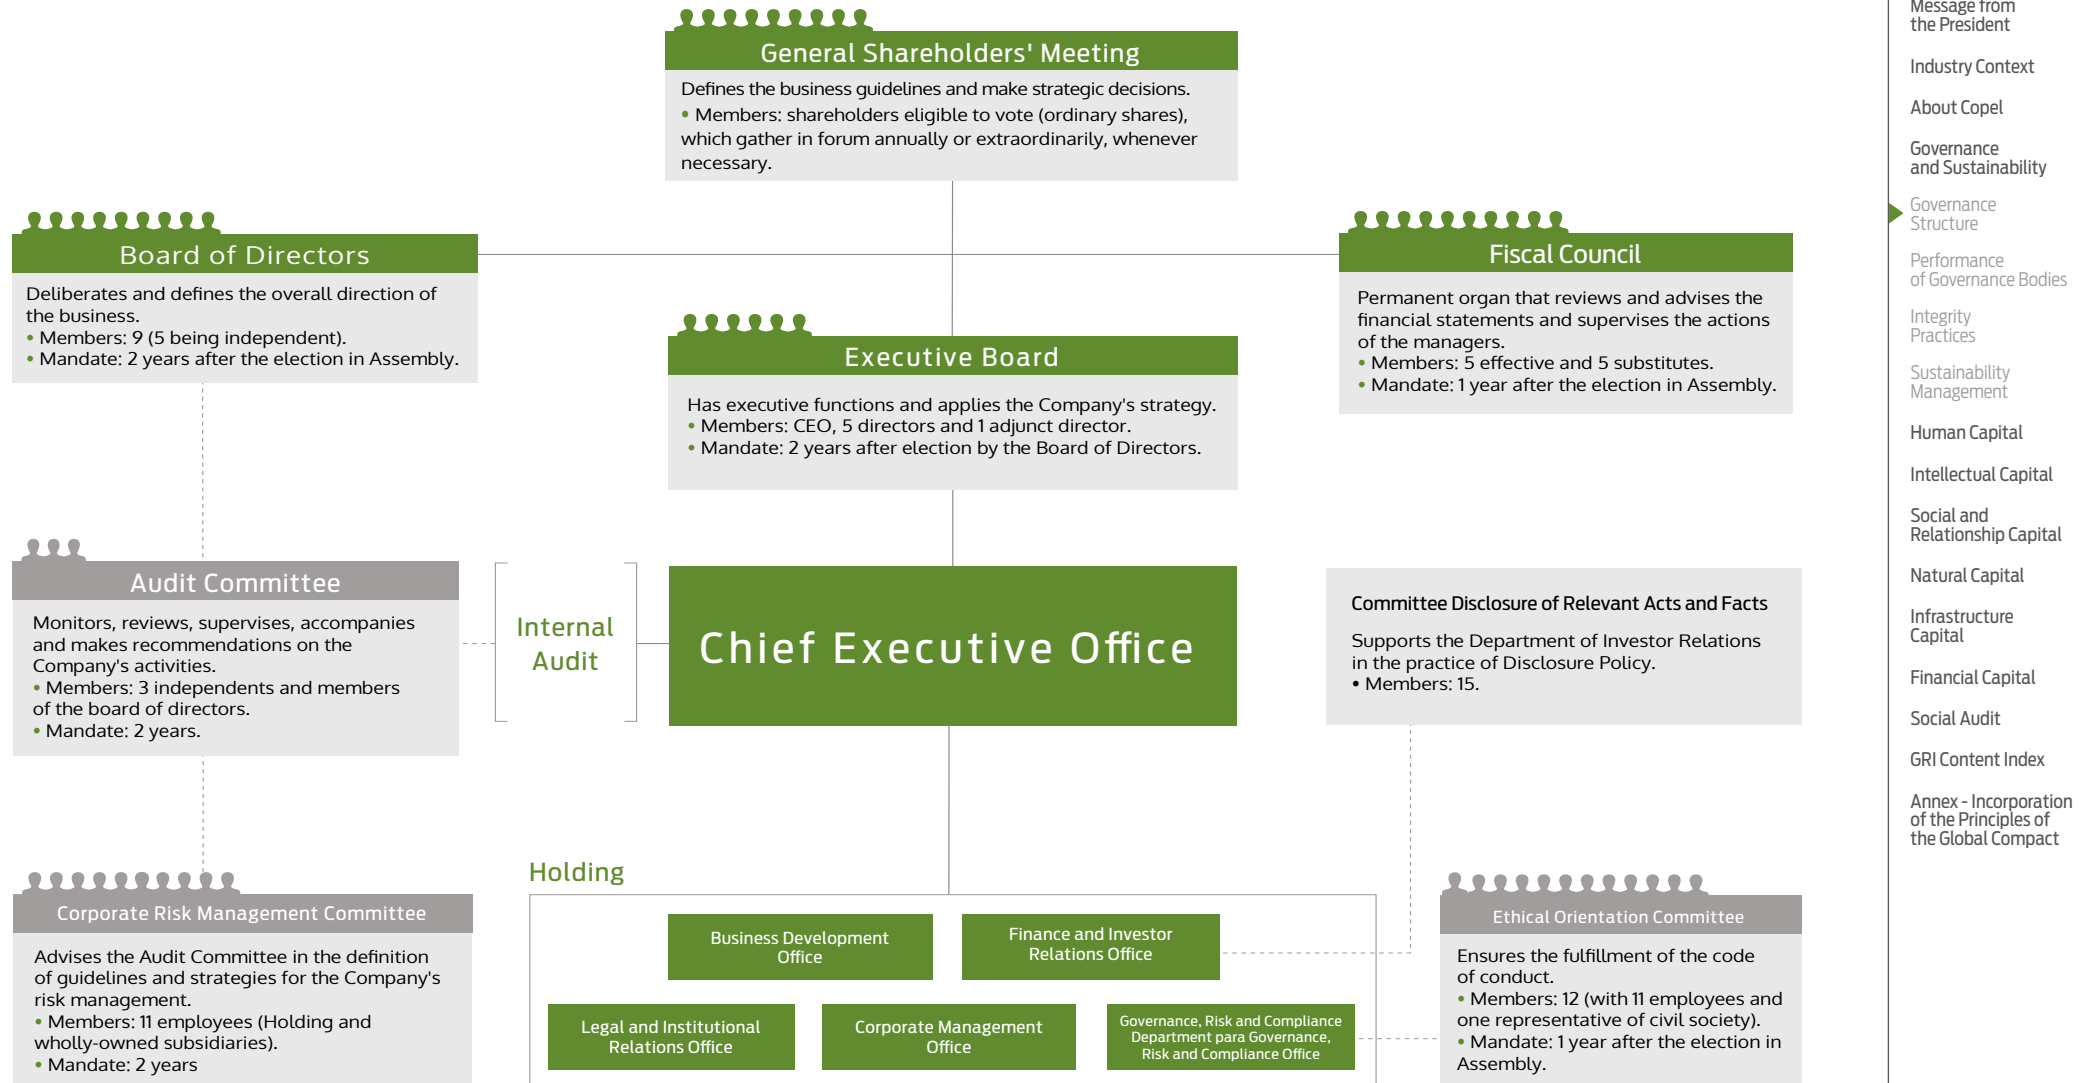 General Shareholders' Meeting
Defines the business guidelines and make strategic decisions.
• Members: shareholders eligible to vote (ordinary shares),
which gather in forum annually or extraordinarily, whenever
necessary.
Board of Directors
Deliberates and defines the overall direction of
the business.
• Members: 9 (5 being independent).
• Mandate: 2 years after the election in Assembly.
Fiscal Council
Permanent organ that reviews and advises the
financial statements and supervises the actions
of the managers.
• Members: 5 effective and 5 substitutes.
• Mandate: 1 year after the election in Assembly.
Executive Board
Has executive functions and applies the Company's strategy.
• Members: CEO, 5 directors and 1 adjunct director.
• Mandate: 2 years after election by the Board of Directors.
Audit Committee
Monitors, reviews, supervises, accompanies
and makes recommendations on the
Company's activities.
• Members: 3 independents and members
of the board of directors.
• Mandate: 2 years.
Internal
Audit
Chief Executive Office
Committee Disclosure of Relevant Acts and Facts
Supports the Department of Investor Relations
in the practice of Disclosure Policy.
• Members: 15.
Corporate Risk Management Committee
Advises the Audit Committee in the definition
of guidelines and strategies for the Company's
risk management.
• Members: 11 employees (Holding and
wholly-owned subsidiaries).
• Mandate: 2 years
Holding
Business Development
Office
Finance and Investor
Relations Office
Legal and Institutional
Relations Office
Corporate Management
Office
Governance, Risk and Compliance
Department para Governance,
Risk and Compliance Office
Ethical Orientation Committee
Ensures the fulfillment of the code
of conduct.
• Members: 12 (with 11 employees and
one representative of civil society).
• Mandate: 1 year after the election in
Assembly.
Message from
the President
Industry Context
About Copel
Governance
and Sustainability
Governance
Structure
Performance
of Governance Bodies
Integrity
Practices
Sustainability
Management
Human Capital
Intellectual Capital
Social and
Relationship Capital
Natural Capital
Infrastructure
Capital
Financial Capital
Social Audit
GRI Content Index
Annex - Incorporation
of the Principles of
the Global Compact